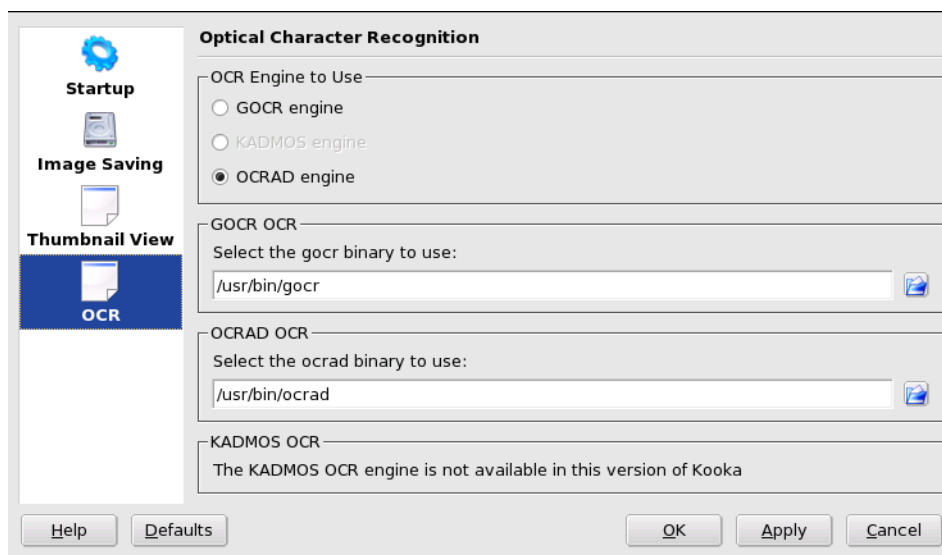 Startup
Image Saving
Thumbnail View
OCR
Optical Character Recognition
OCR Engine to Use
GOCR engine
KADMOS engine
OCRAD engine
GOCR OCR
Select the gocr binary to use:
/usr/bin/gocr
OCRAD OCR
Select the ocrad binary to use:
/usr/bin/ocrad
KADMOS OCR
The KADMOS OCR engine is not available in this version of Kooka
Help Defaults OK Apply Cancel